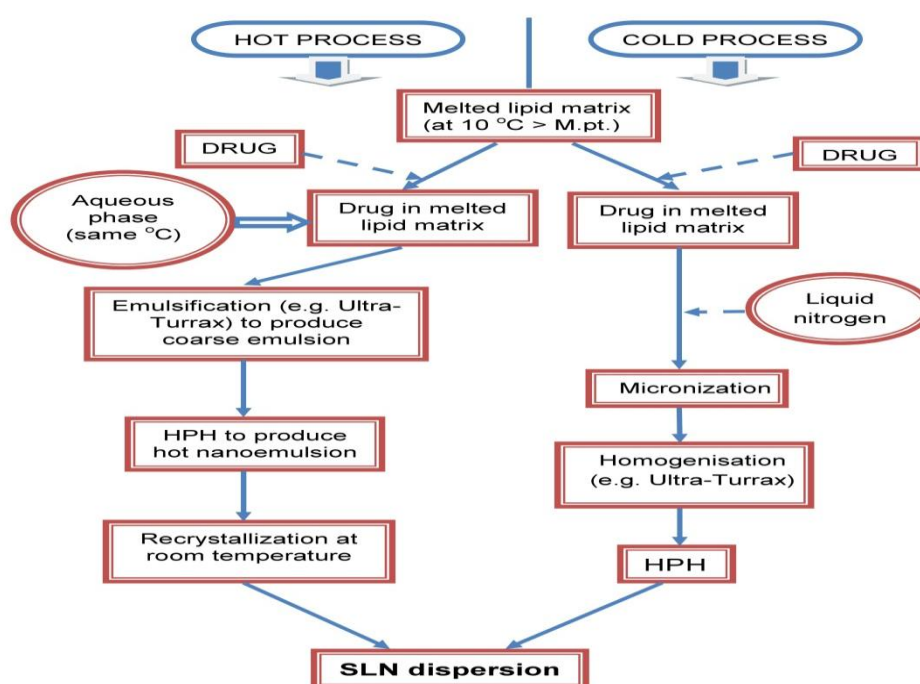 HOT PROCESS
COLD PROCESS
Melted lipid matrix
(at 10 °C > M.pt.)
DRUG
DRUG
Aqueous
phase
(same °C)
Drug in melted
lipid matrix
Drug in melted
lipid matrix
Emulsification (e.g. Ultra-
Turrax) to produce
coarse emulsion
Liquid
nitrogen
Micronization
HPH to produce
hot nanoemulsion
Homogenisation
(e.g. Ultra-Turrax)
Recrystallization at
room temperature
HPH
SLN dispersion